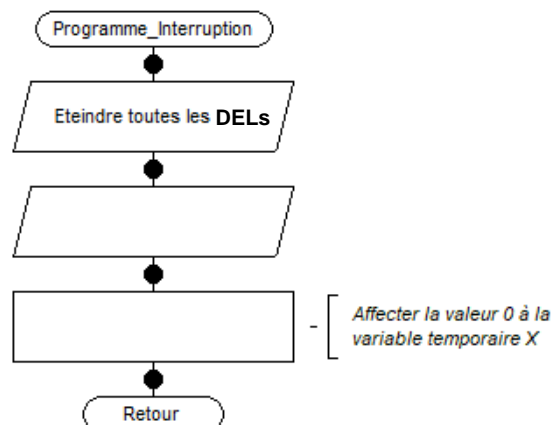 Programme_Interruption
Eteindre toutes les DELs
Affecter la valeur 0 à la
variable temporaire X
Retour